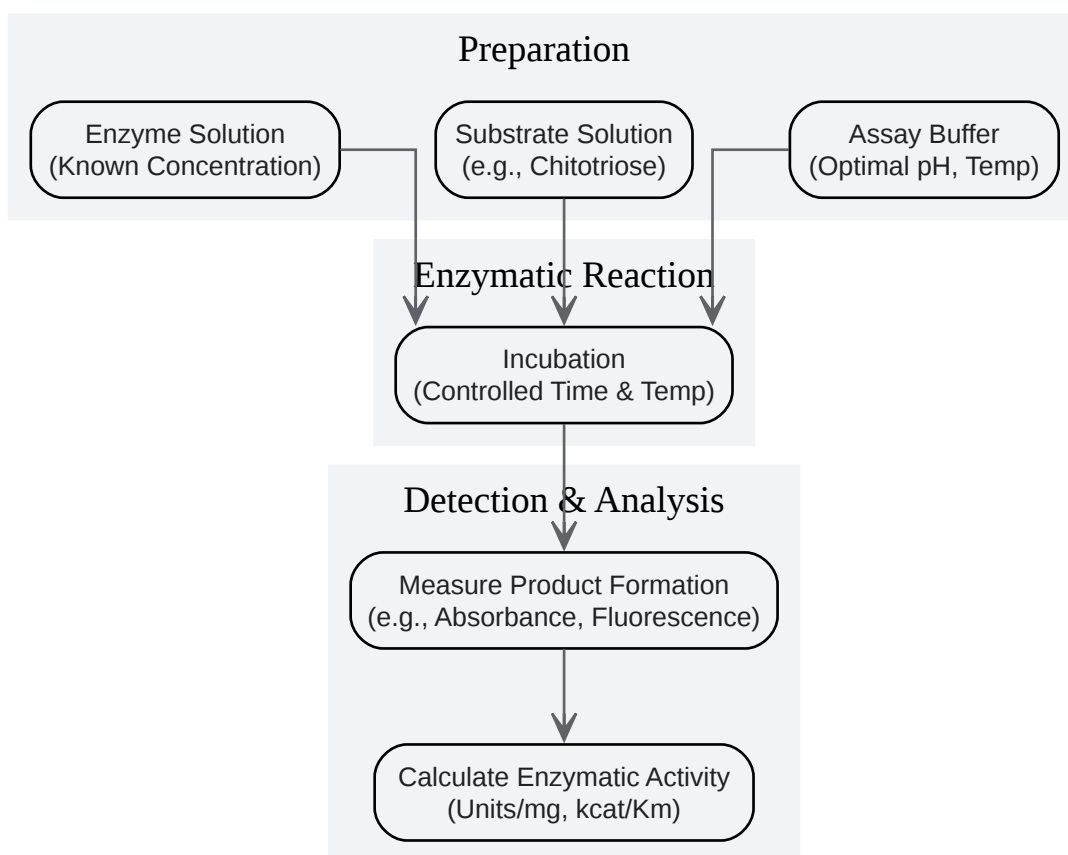 Preparation
Enzyme Solution
(Known Concentration)
Substrate Solution
(e.g., Chitotriose)
Assay Buffer
(Optimal pH, Temp)
Enzymatic Reaction
Incubation
(Controlled Time & Temp)
Detection & Analysis
Measure Product Formation
(e.g., Absorbance, Fluorescence)
Calculate Enzymatic Activity
(Units/mg, kcat/Km)